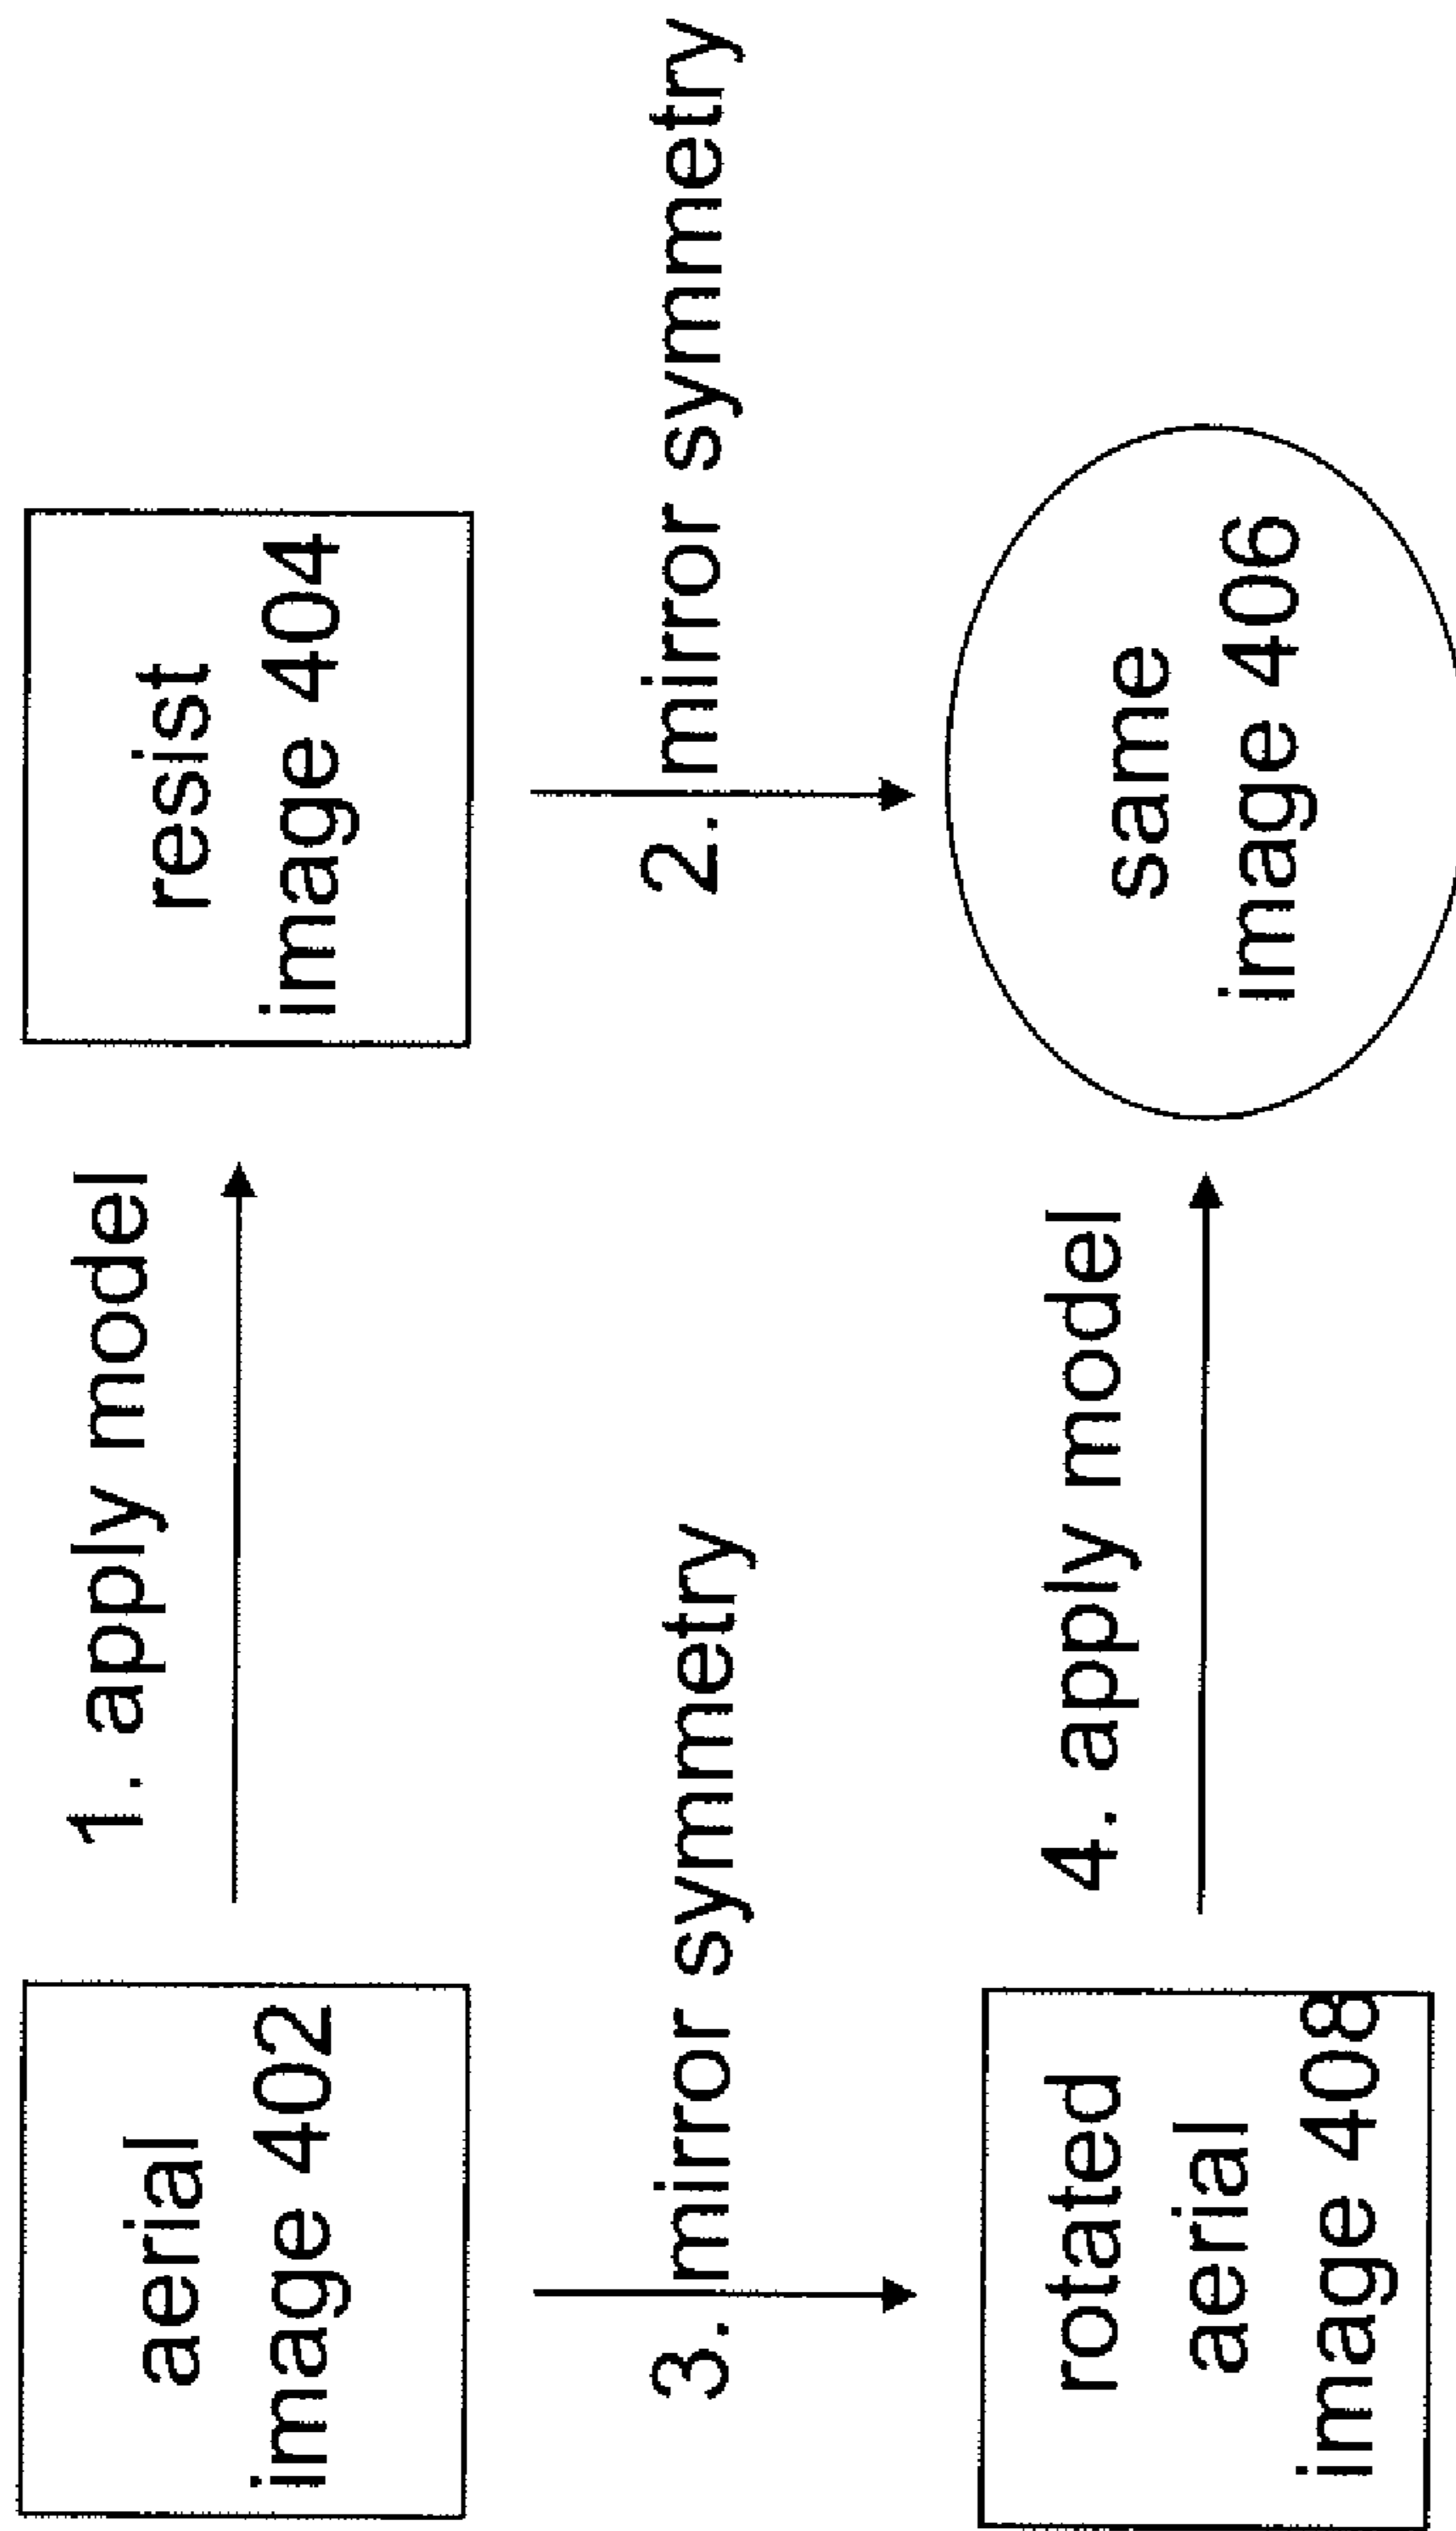 aerial
image 402
1. apply model
resist
image 404
3. mirror symmetry
2. mirror symmetry
rotated
aerial
image 408
4. apply model
same
image 406